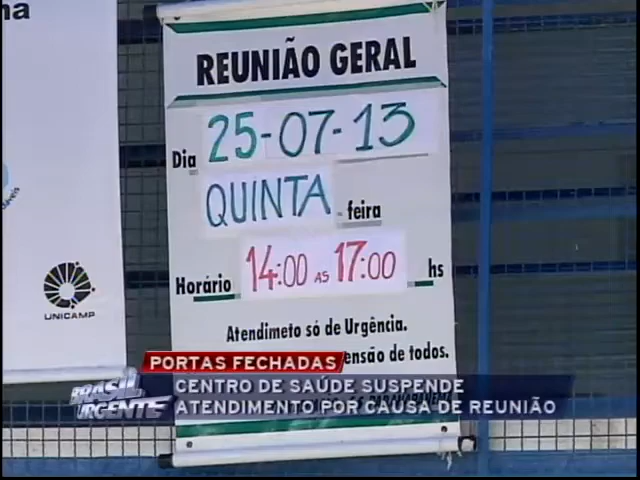 na
REUNIÃO GERAL
Dia 25-07-13
QUINTA - feira
Horário 14:00 AS 17:00 hs
Atendimeto só de Urgência.
ensão de todos.
UNICAMP
PORTAS FECHADAS
BRASIL URGENTE
CENTRO DE SAÚDE SUSPENDE
ATENDIMENTO POR CAUSA DE REUNIÃO